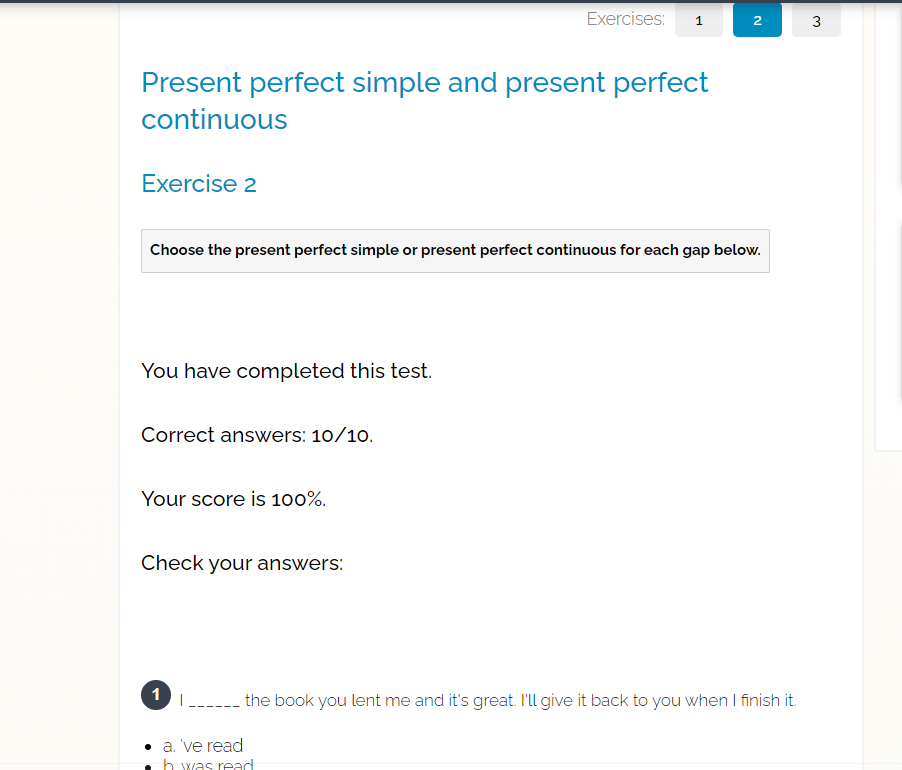 Exercises: 1 2 3
Present perfect simple and present perfect
continuous
Exercise 2
Choose the present perfect simple or present perfect continuous for each gap below.
You have completed this test.
Correct answers: 10/10.
Your score is 100%.
Check your answers:
1 I ______ the book you lent me and it's great. I'll give it back to you when I finish it.
a. 've read
b. was read